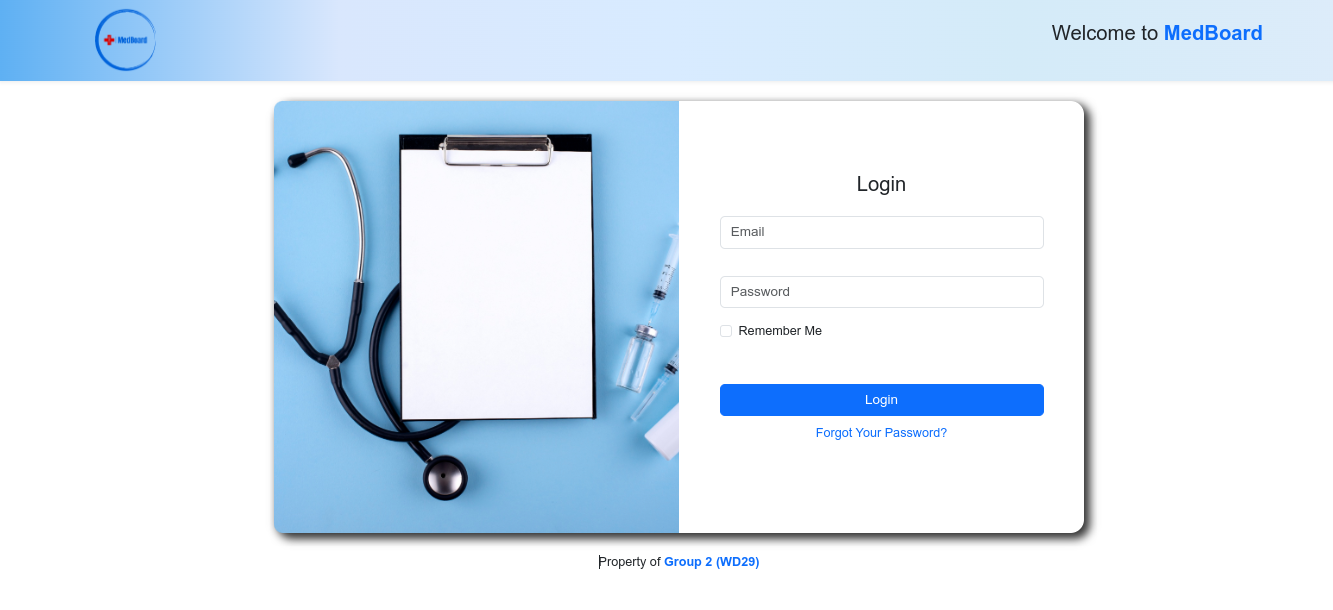 MedBoard
Welcome to MedBoard
Login
Email
Password
Remember Me
Login
Forgot Your Password?
Property of Group 2 (WD29)